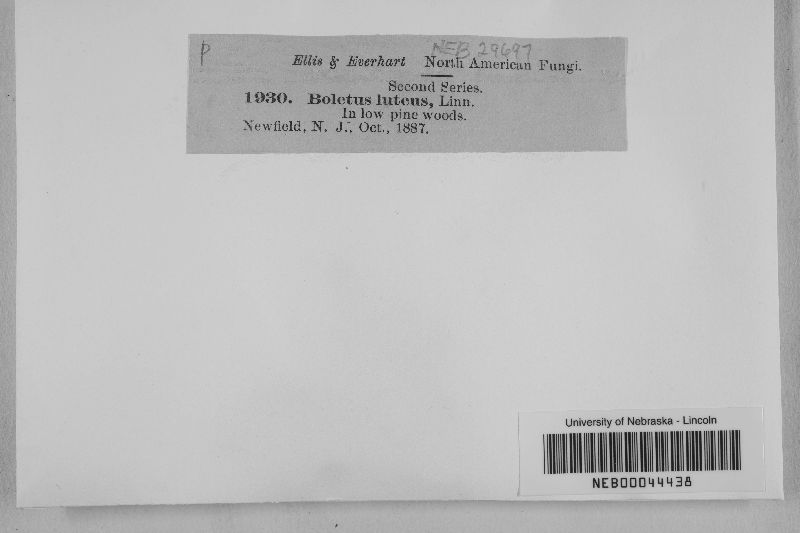 P
NEB 29697
Ellis & Everhart North American Fungi.
Second Series.
1930. Boletus luteus, Linn.
In low pine woods.
Newfield, N. J., Oct., 1887.
University of Nebraska - Lincoln
NEB00044438